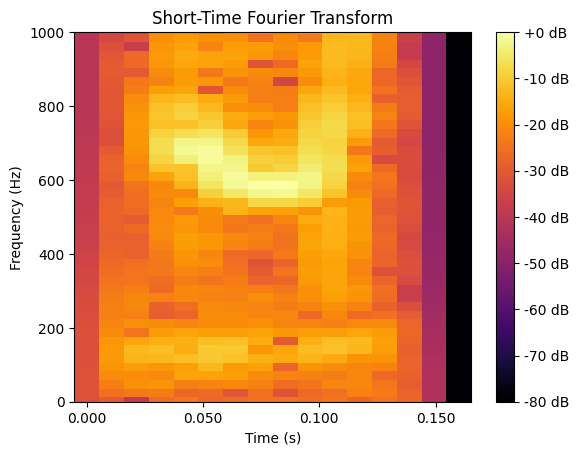 Short-Time Fourier Transform
1000
800
600
400
200
0
Frequency (Hz)
0.000
0.050
0.100
0.150
Time (s)
+0 dB
-10 dB
-20 dB
-30 dB
-40 dB
-50 dB
-60 dB
-70 dB
-80 dB